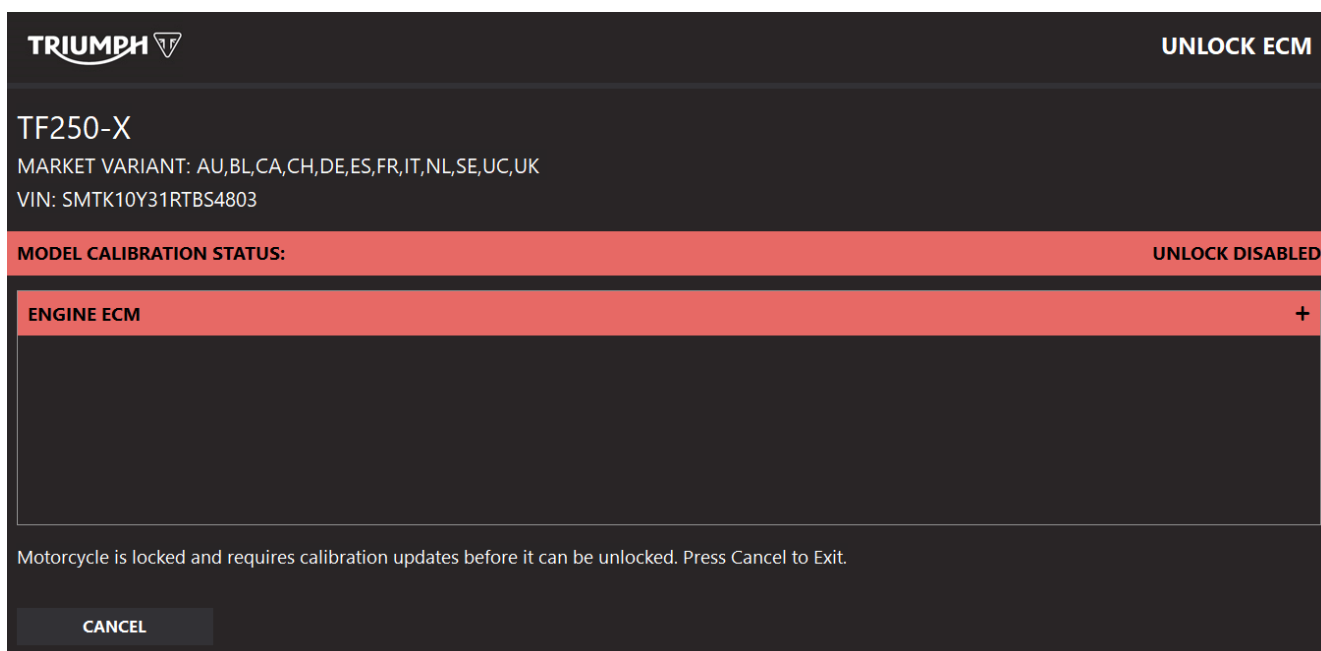 TRIUMPH
UNLOCK ECM
TF250-X
MARKET VARIANT: AU,BL,CA,CH,DE,ES,FR,IT,NL,SE,UC,UK
VIN: SMTK10Y31RTBS4803
MODEL CALIBRATION STATUS: UNLOCK DISABLED
ENGINE ECM +
Motorcycle is locked and requires calibration updates before it can be unlocked. Press Cancel to Exit.
CANCEL